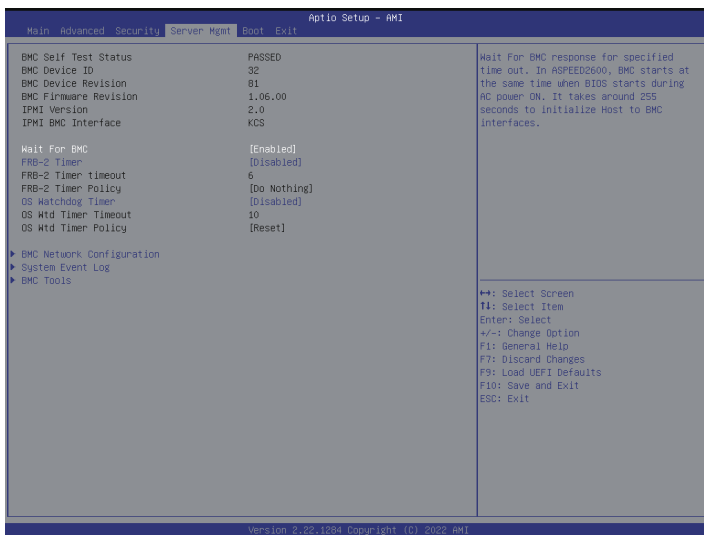 Aptio Setup – AMI
Main Advanced Security Server Mgmt Boot Exit
BMC Self Test Status PASSED
BMC Device ID 32
BMC Device Revision 81
BMC Firmware Revision 1.06.00
IPMI Version 2.0
IPMI BMC Interface KCS
Wait For BMC [Enabled]
FRB-2 Timer [Disabled]
FRB-2 Timer timeout 6
FRB-2 Timer Policy [Do Nothing]
OS Watchdog Timer [Disabled]
OS Wtd Timer Timeout 10
OS Wtd Timer Policy [Reset]
▶ BMC Network Configuration
▶ System Event Log
▶ BMC Tools
Wait For BMC response for specified
time out. In ASPEED2600, BMC starts at
the same time when BIOS starts during
AC power ON. It takes around 255
seconds to initialize Host to BMC
interfaces.
↔: Select Screen
↑↓: Select Item
Enter: Select
+/-: Change Option
F1: General Help
F7: Discard Changes
F9: Load UEFI Defaults
F10: Save and Exit
ESC: Exit
Version 2.22.1284 Copyright (C) 2022 AMI